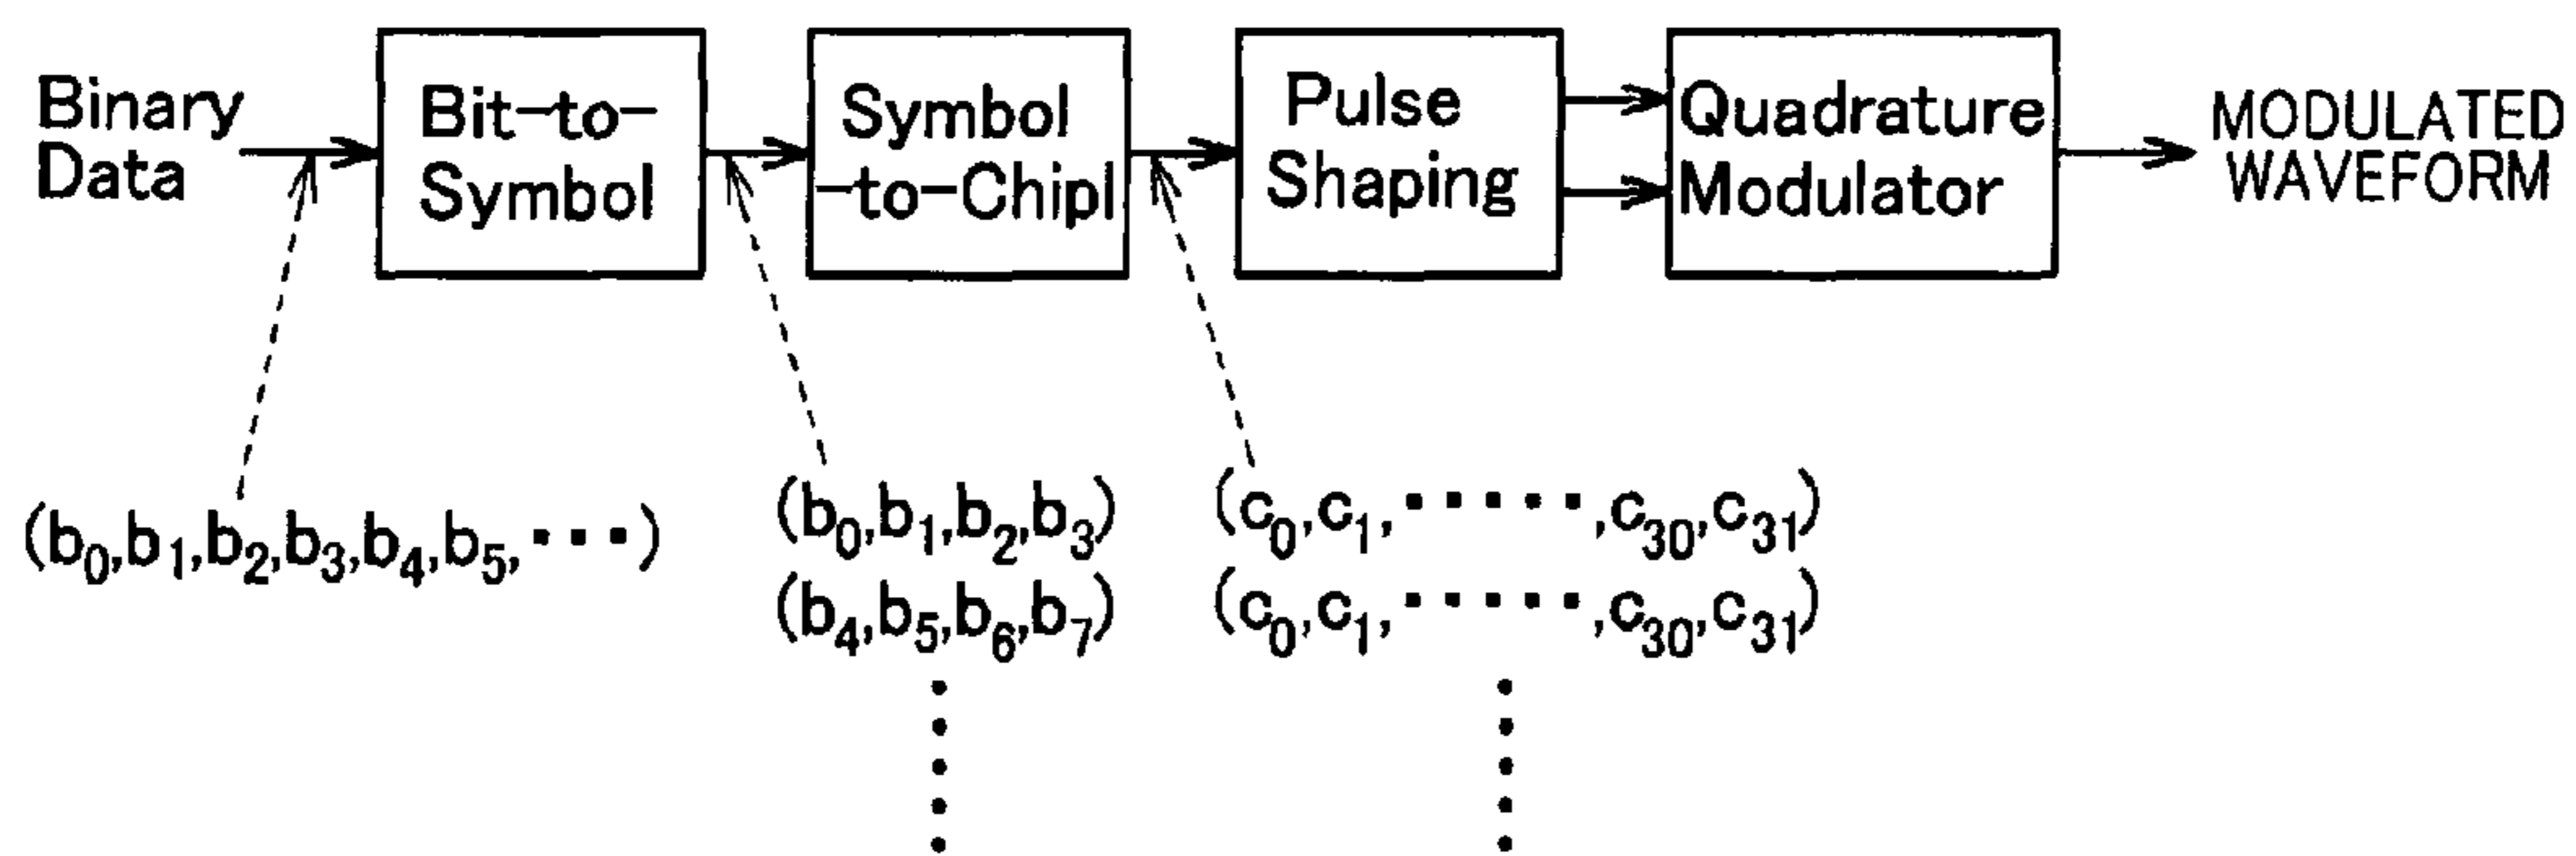 Binary
Data
Bit-to-
Symbol
Symbol
-to-Chipl
Pulse
Shaping
Quadrature
Modulator
MODULATED
WAVEFORM
(b0,b1,b2,b3,b4,b5,···)
(b0,b1,b2,b3)
(b4,b5,b6,b7)
(c0,c1,·····,c30,c31)
(c0,c1,·····,c30,c31)